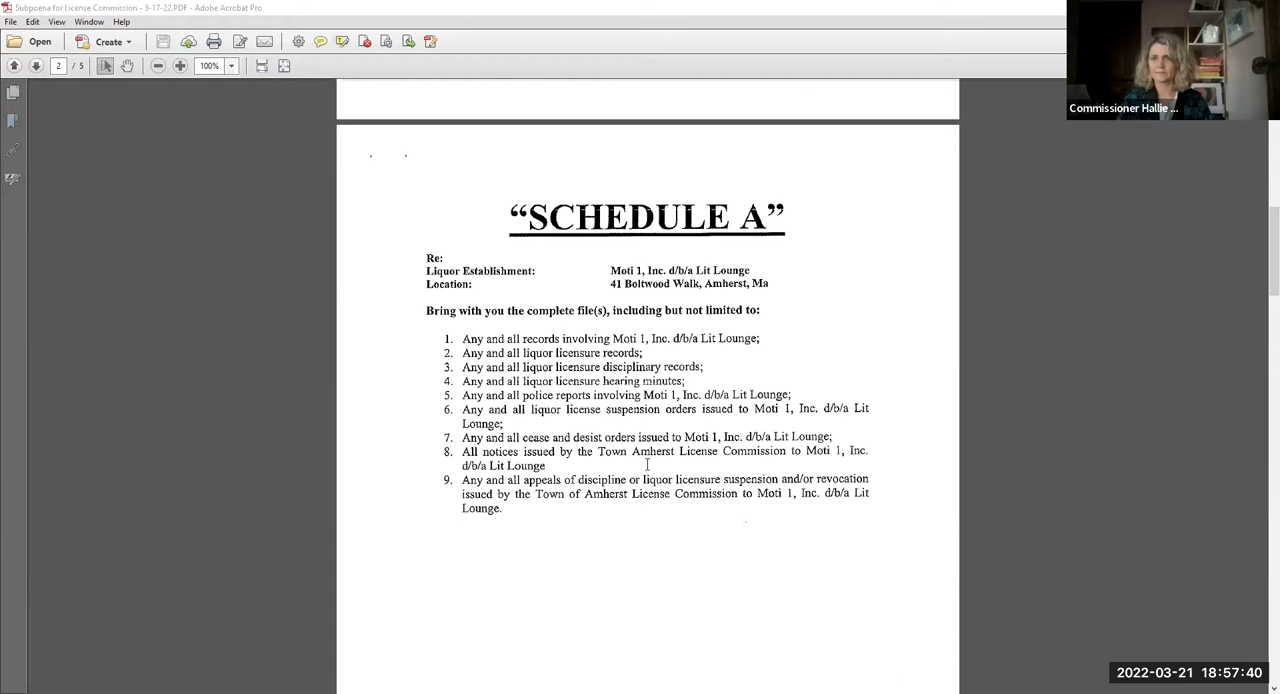 Subpoena for License Commission - 3-17-22.PDF - Adobe Acrobat Pro
File Edit View Window Help
Open Create
2 / 5 100%
Commissioner Hallie ...
“SCHEDULE A”
Re:
Liquor Establishment: Moti 1, Inc. d/b/a Lit Lounge
Location: 41 Boltwood Walk, Amherst, Ma
Bring with you the complete file(s), including but not limited to:
1. Any and all records involving Moti 1, Inc. d/b/a Lit Lounge;
2. Any and all liquor licensure records;
3. Any and all liquor licensure disciplinary records;
4. Any and all liquor licensure hearing minutes;
5. Any and all police reports involving Moti 1, Inc. d/b/a Lit Lounge;
6. Any and all liquor license suspension orders issued to Moti 1, Inc. d/b/a Lit
Lounge;
7. Any and all cease and desist orders issued to Moti 1, Inc. d/b/a Lit Lounge;
8. All notices issued by the Town Amherst License Commission to Moti 1, Inc.
d/b/a Lit Lounge
9. Any and all appeals of discipline or liquor licensure suspension and/or revocation
issued by the Town of Amherst License Commission to Moti 1, Inc. d/b/a Lit
Lounge.
2022-03-21 18:57:40